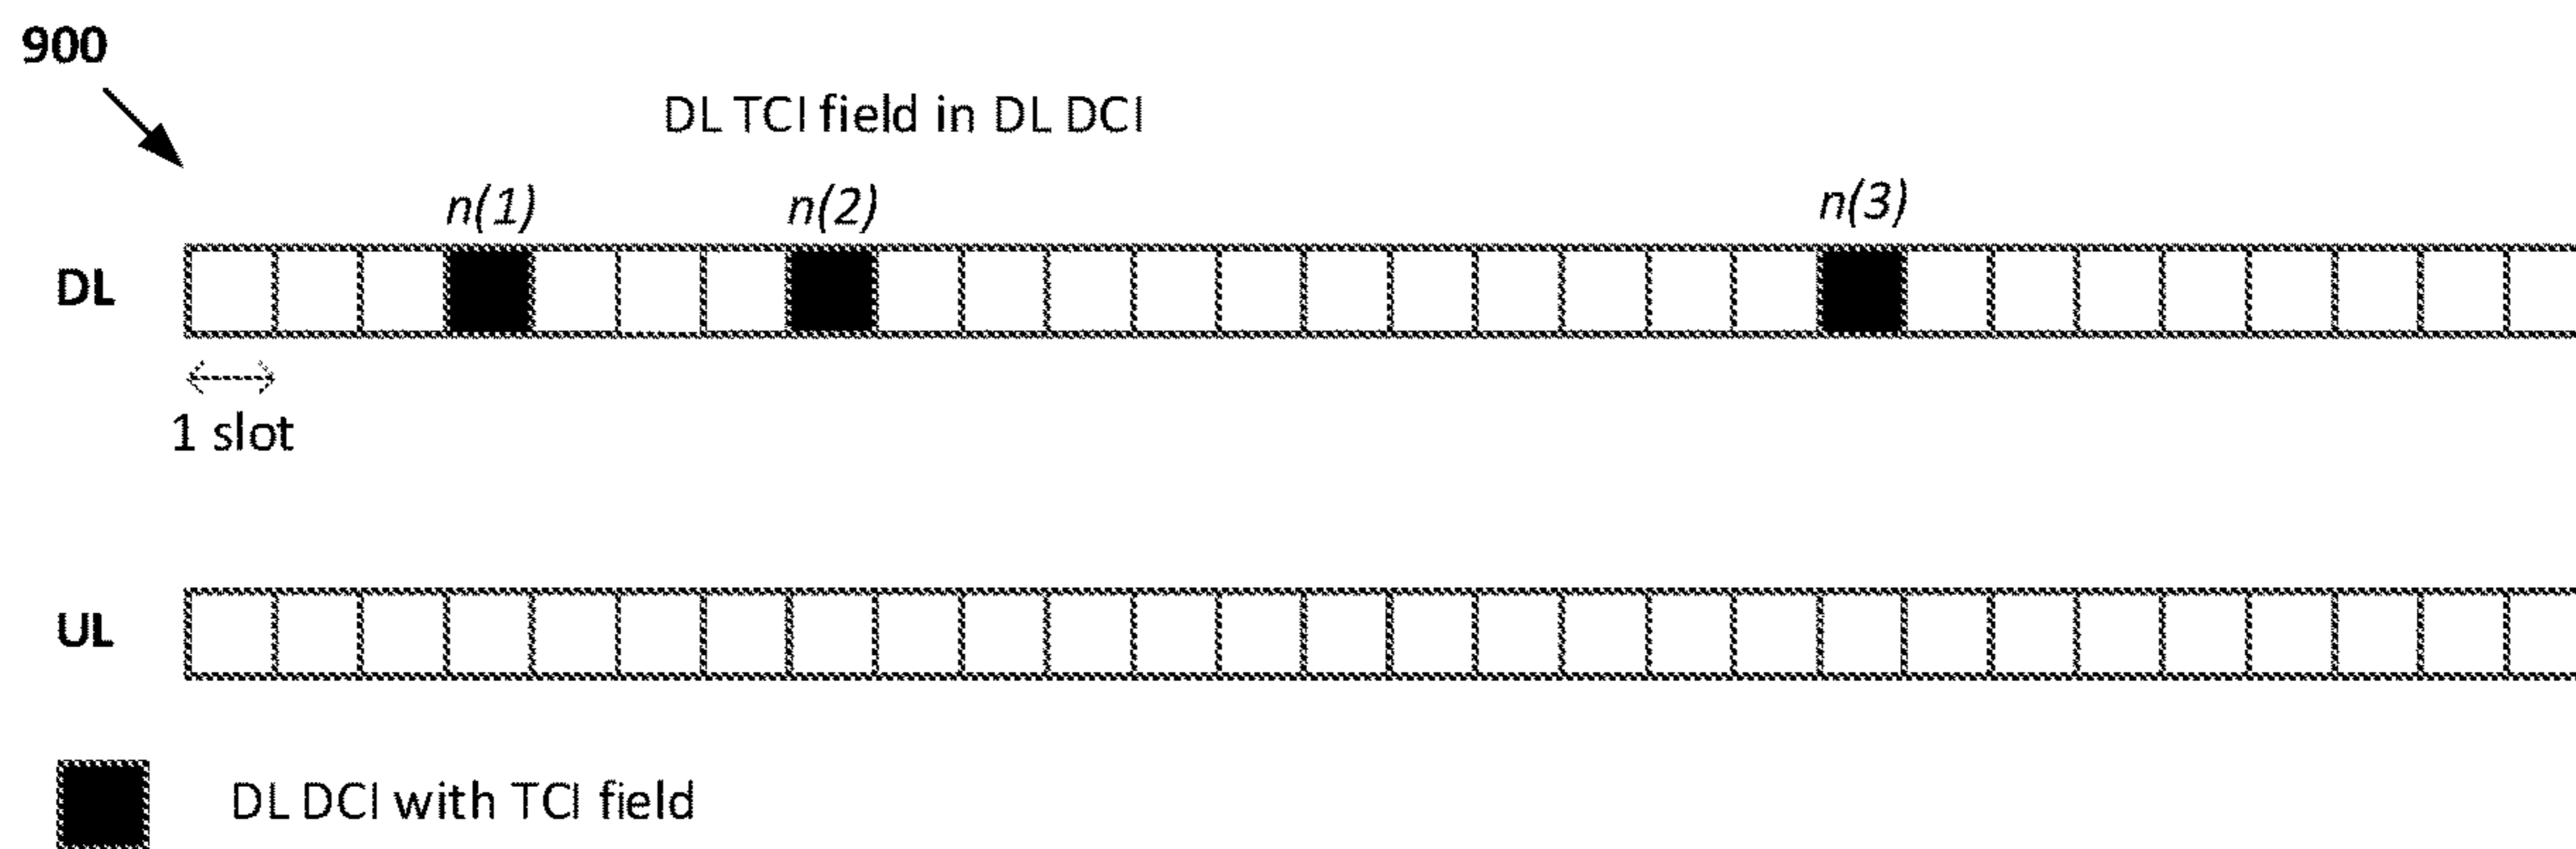 900
DL TCI field in DL DCI
n(1) n(2) n(3)
DL
1 slot
UL
DL DCI with TCI field